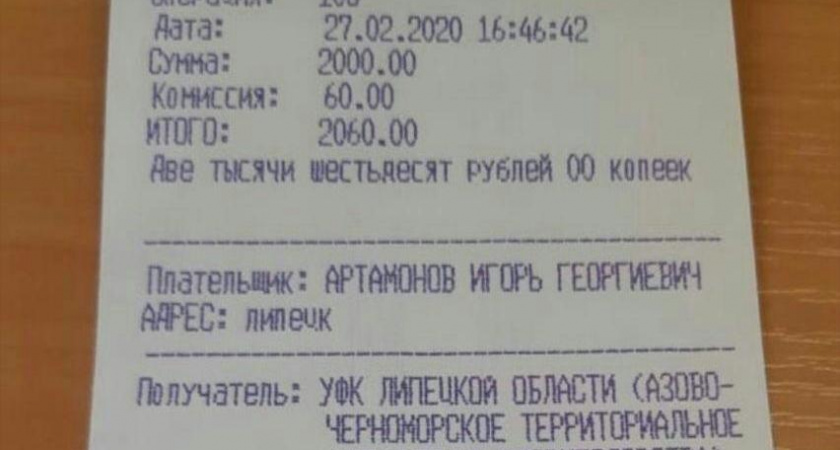 Дата: 27.02.2020 16:46:42
Сумма: 2000.00
Комиссия: 60.00
ИТОГО: 2060.00
Две тысячи шестьдесят рублей 00 копеек
Плательщик: АРТАМОНОВ ИГОРЬ ГЕОРГИЕВИЧ
АДРЕС: липецк
Получатель: УФК ЛИПЕЦКОЙ ОБЛАСТИ (АЗОВО-
ЧЕРНОМОРСКОЕ ТЕРРИТОРИАЛЬНОЕ